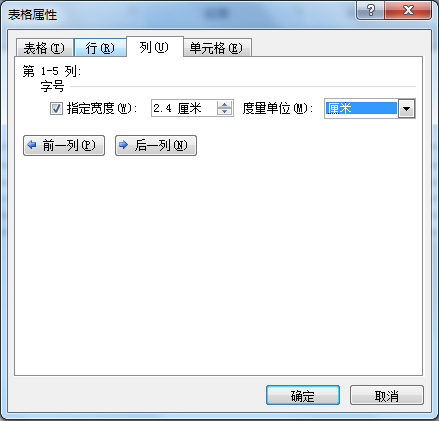 表格属性
表格(T) 行(R) 列(U) 单元格(E)
第 1-5 列:
字号
指定宽度(W): 2.4 厘米 度量单位(M): 厘米
前一列(P) 后一列(N)
确定 取消